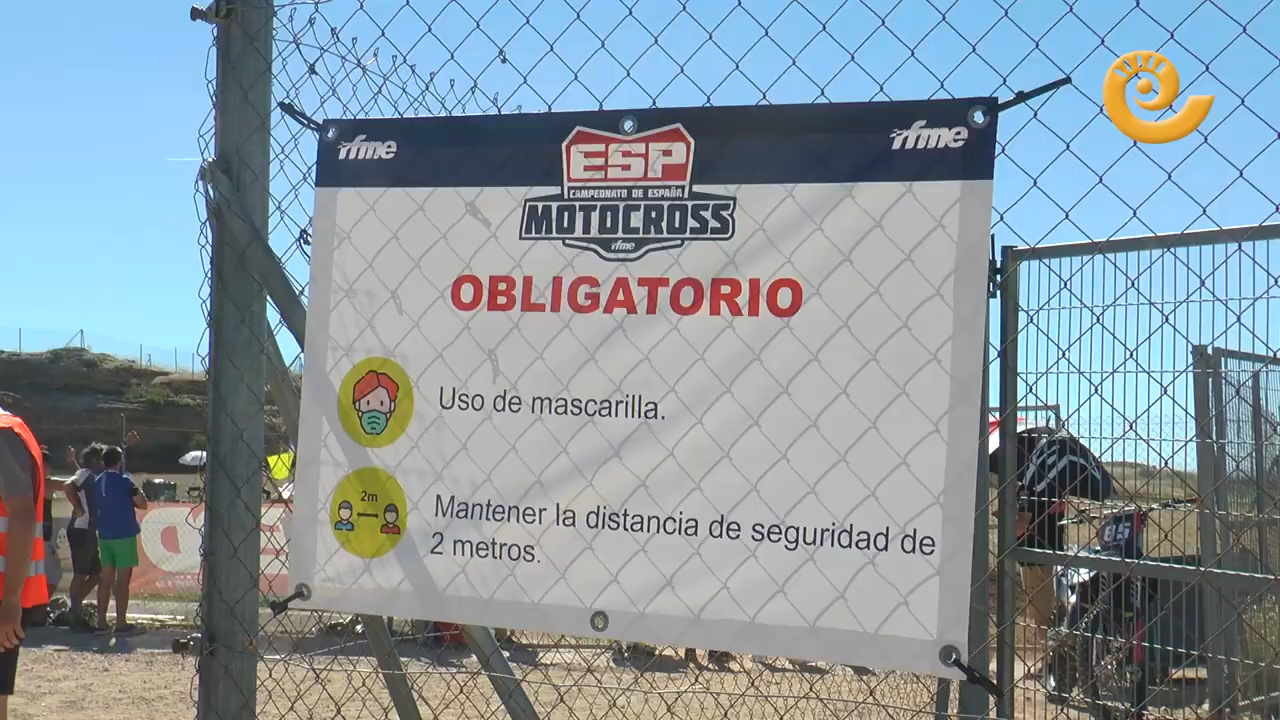 rfme
rfme
ESP
CAMPEONATO DE ESPAÑA
MOTOCROSS
rfme
OBLIGATORIO
Uso de mascarilla.
2m
Mantener la distancia de seguridad de
2 metros.